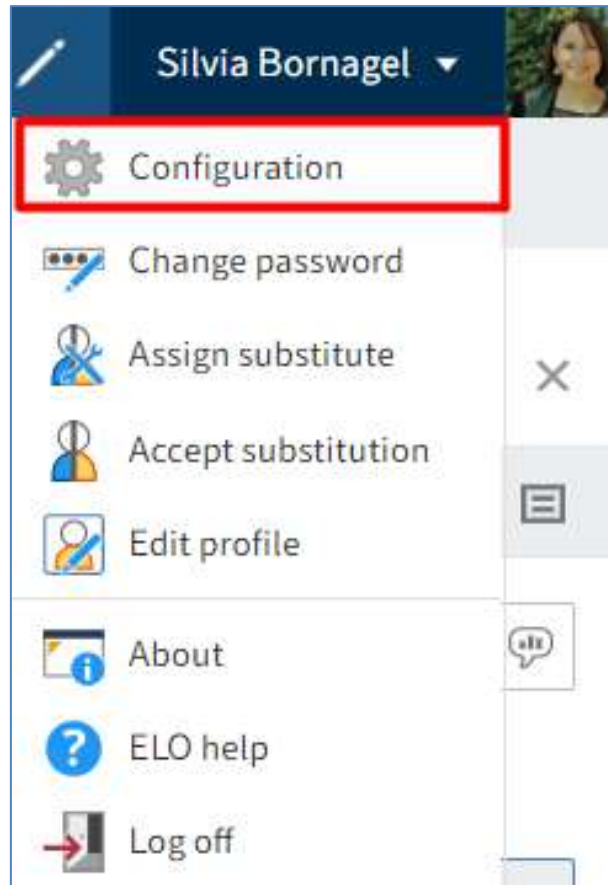 Silvia Bornagel
Configuration
Change password
Assign substitute
Accept substitution
Edit profile
About
ELO help
Log off